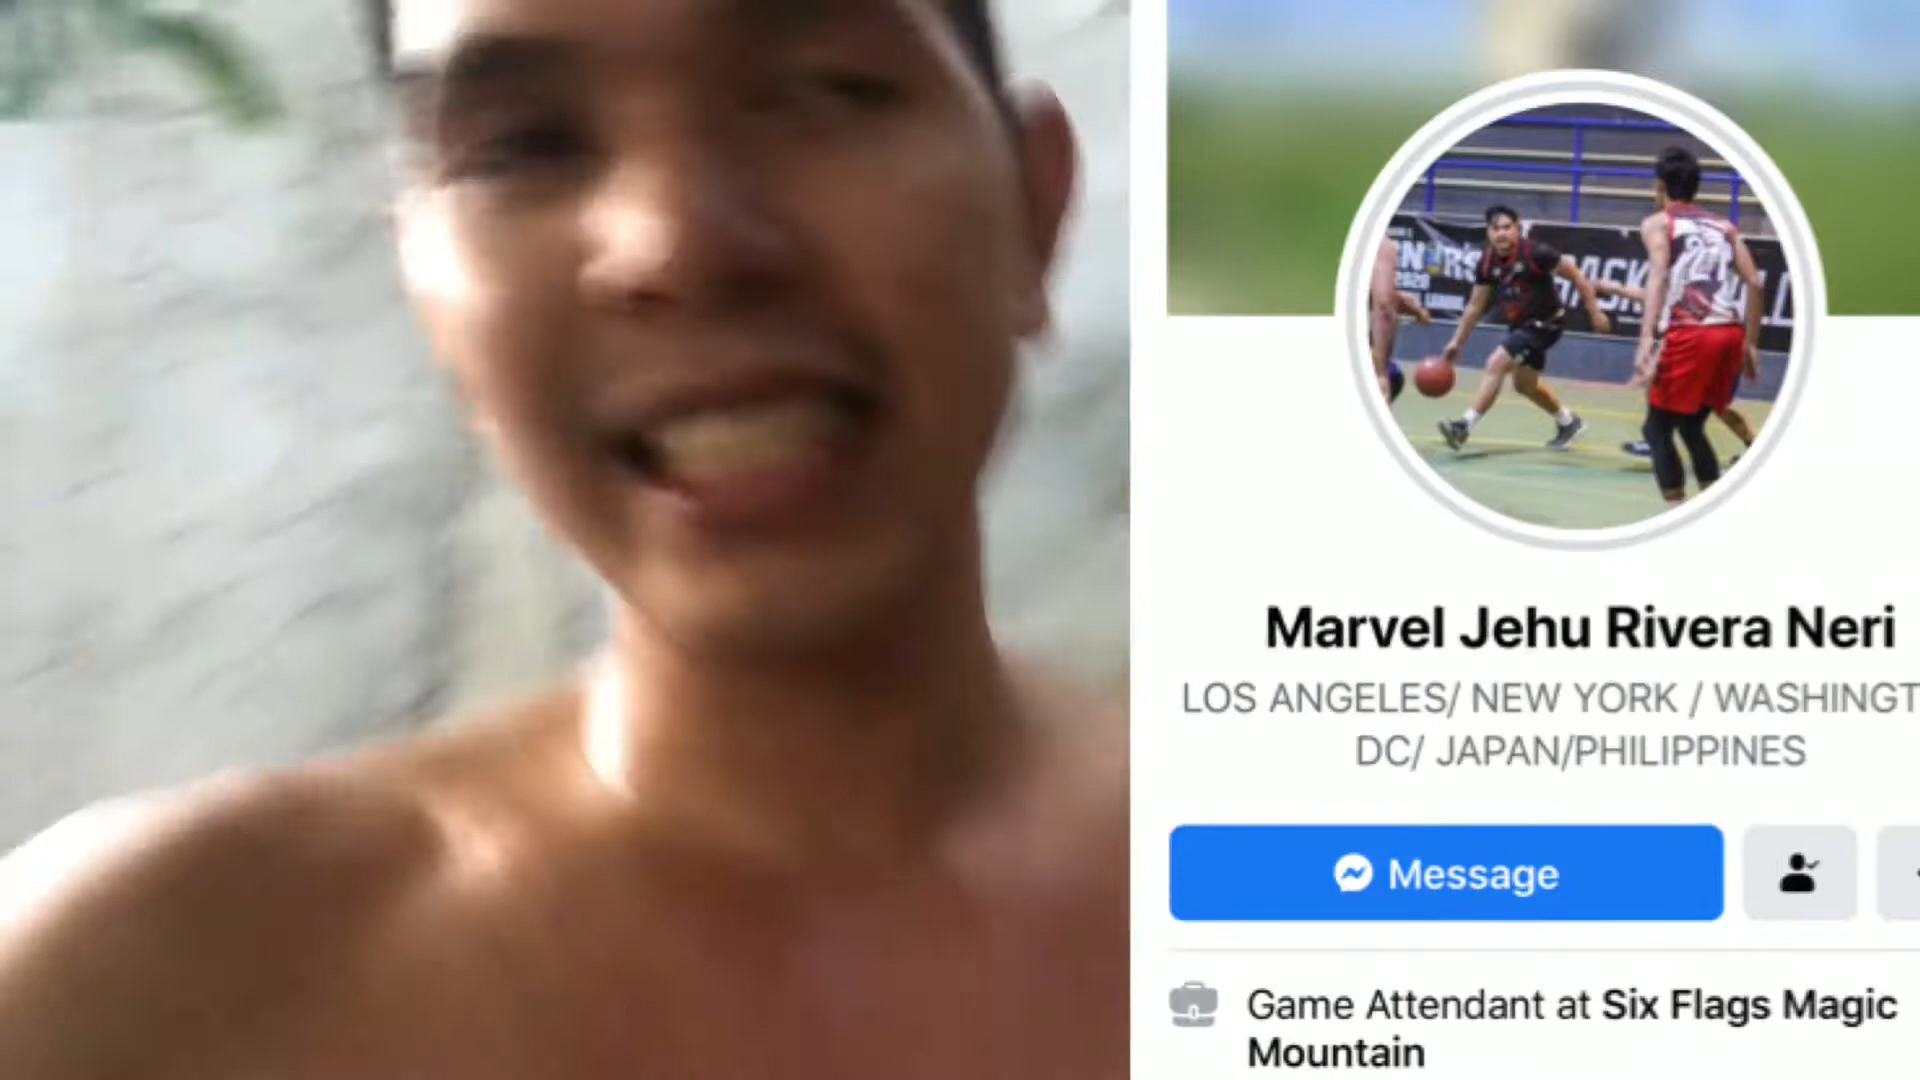 Marvel Jehu Rivera Neri
LOS ANGELES/ NEW YORK / WASHINGT
DC/ JAPAN/PHILIPPINES
Message
Game Attendant at Six Flags Magic
Mountain